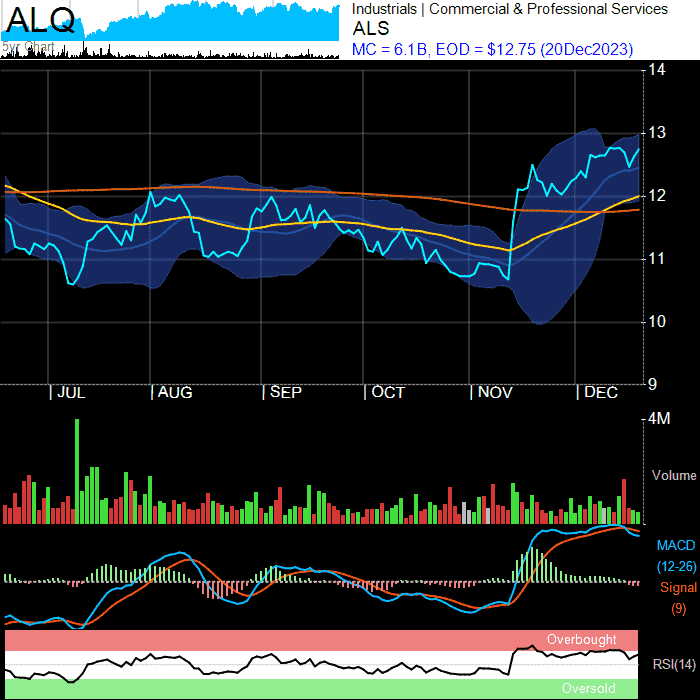 ALQ
5yr Chart
Industrials | Commercial & Professional Services
ALS
MC = 6.1B, EOD = $12.75 (20Dec2023)
14
13
12
11
10
9
| JUL | AUG | SEP | OCT | NOV | DEC
4M
Volume
MACD
(12-26)
Signal
(9)
Overbought
RSI(14)
Oversold